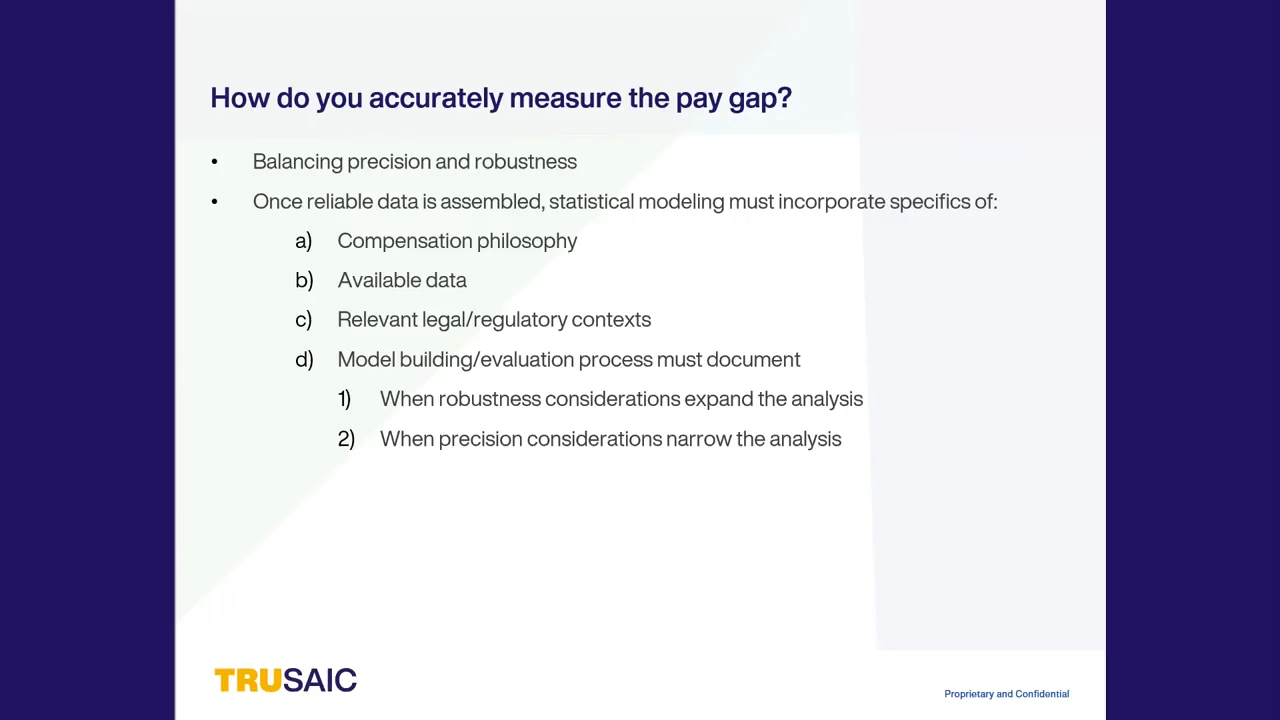 How do you accurately measure the pay gap?
• Balancing precision and robustness
• Once reliable data is assembled, statistical modeling must incorporate specifics of:
a) Compensation philosophy
b) Available data
c) Relevant legal/regulatory contexts
d) Model building/evaluation process must document
1) When robustness considerations expand the analysis
2) When precision considerations narrow the analysis
TRUSAIC
Proprietary and Confidential